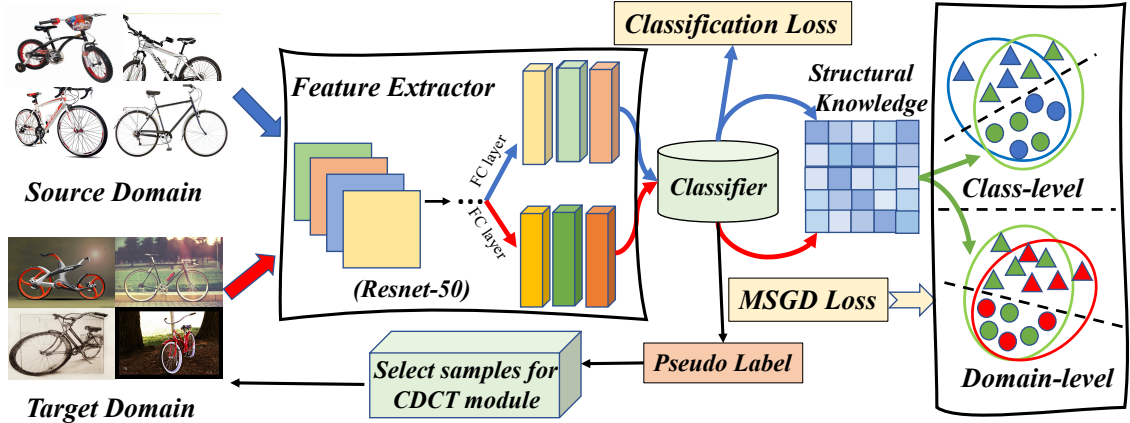 Source Domain
Target Domain
Feature Extractor
FC layer
FC layer
(Resnet-50)
Classification Loss
Classifier
Structural
Knowledge
MSGD Loss
Pseudo Label
Select samples for
CDCT module
Class-level
Domain-level